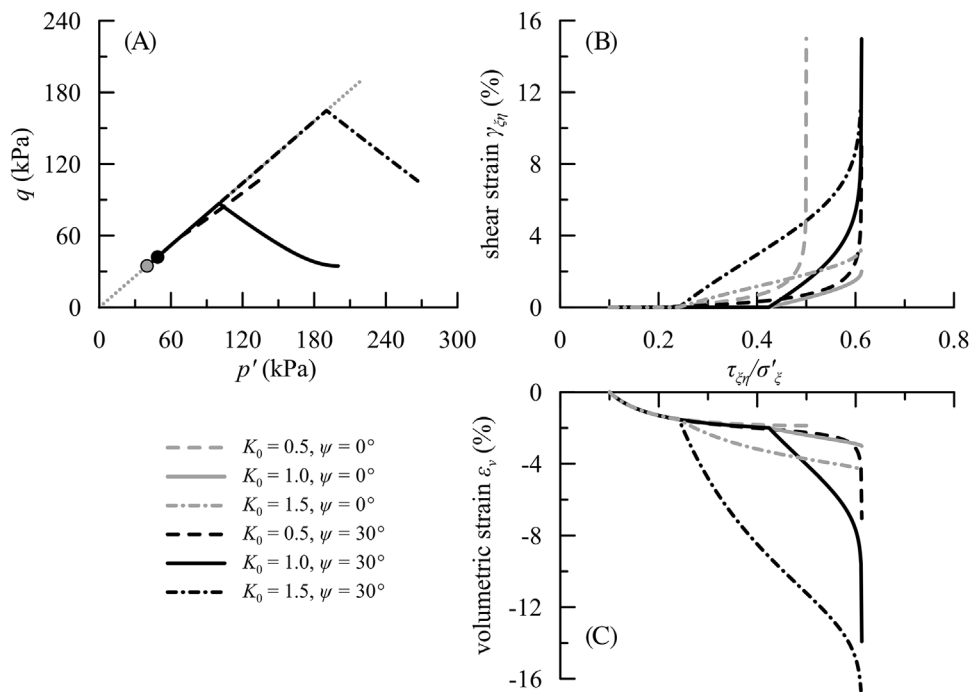 (A)
240
180
120
60
0
q (kPa)
0 60 120 180 240 300
p' (kPa)
(B)
16
12
8
4
0
shear strain γξη (%)
0 0.2 0.4 0.6 0.8
τξη/σ'ξ
0
-4
-8
-12
-16
volumetric strain εv (%)
(C)
K0 = 0.5, ψ = 0°
K0 = 1.0, ψ = 0°
K0 = 1.5, ψ = 0°
K0 = 0.5, ψ = 30°
K0 = 1.0, ψ = 30°
K0 = 1.5, ψ = 30°